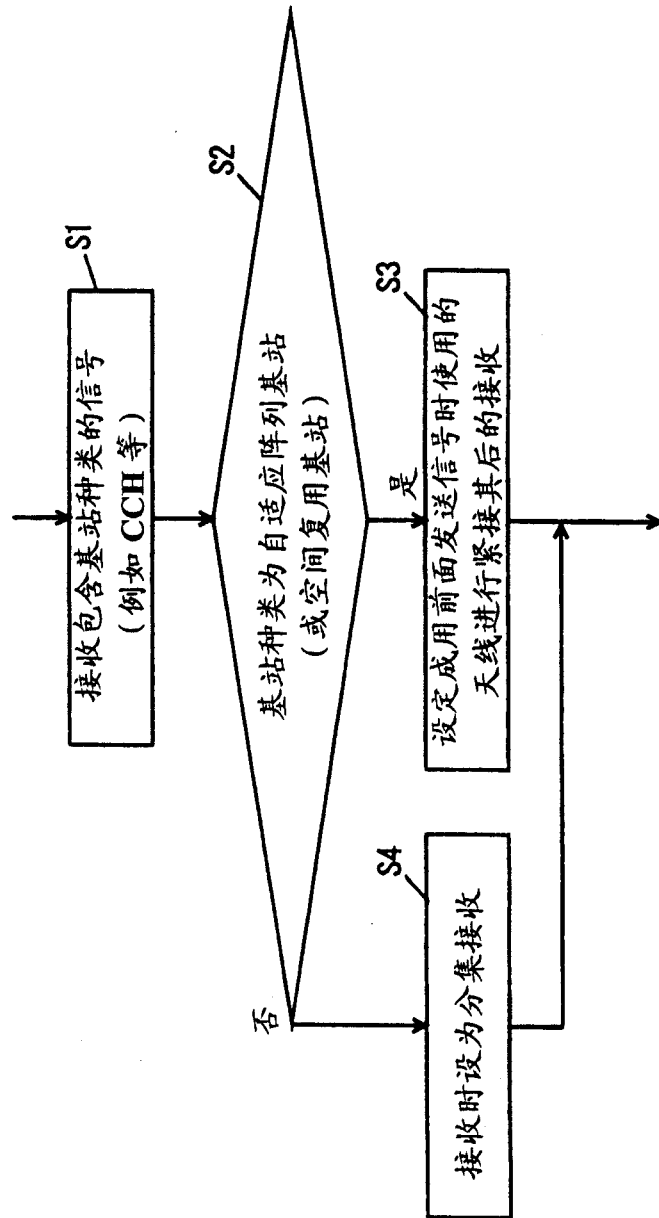 S1
接收包含基站种类的信号
（例如 CCH 等）
S2
基站种类为自适应阵列基站
（或空间复用基站）
是
否
S3
设定成用前面发送信号时使用的
天线进行紧接其后的接收
S4
接收时设为分集接收